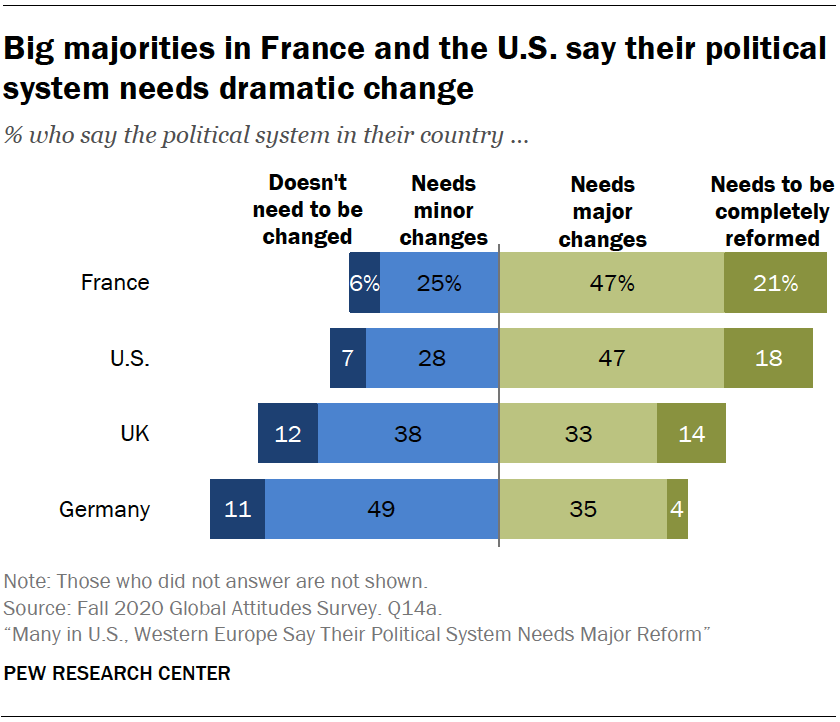 Big majorities in France and the U.S. say their political
system needs dramatic change
% who say the political system in their country ...
Doesn't
need to be
changed
Needs
minor
changes
Needs
major
changes
Needs to be
completely
reformed
France 6% 25% 47% 21%
U.S. 7 28 47 18
UK 12 38 33 14
Germany 11 49 35 4
Note: Those who did not answer are not shown.
Source: Fall 2020 Global Attitudes Survey. Q14a.
“Many in U.S., Western Europe Say Their Political System Needs Major Reform”
PEW RESEARCH CENTER